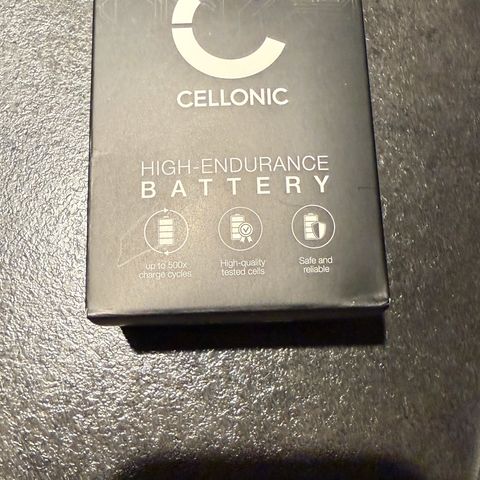 CELLONIC
HIGH-ENDURANCE
BATTERY
up to 500x
charge cycles
High-quality
tested cells
Safe and
reliable